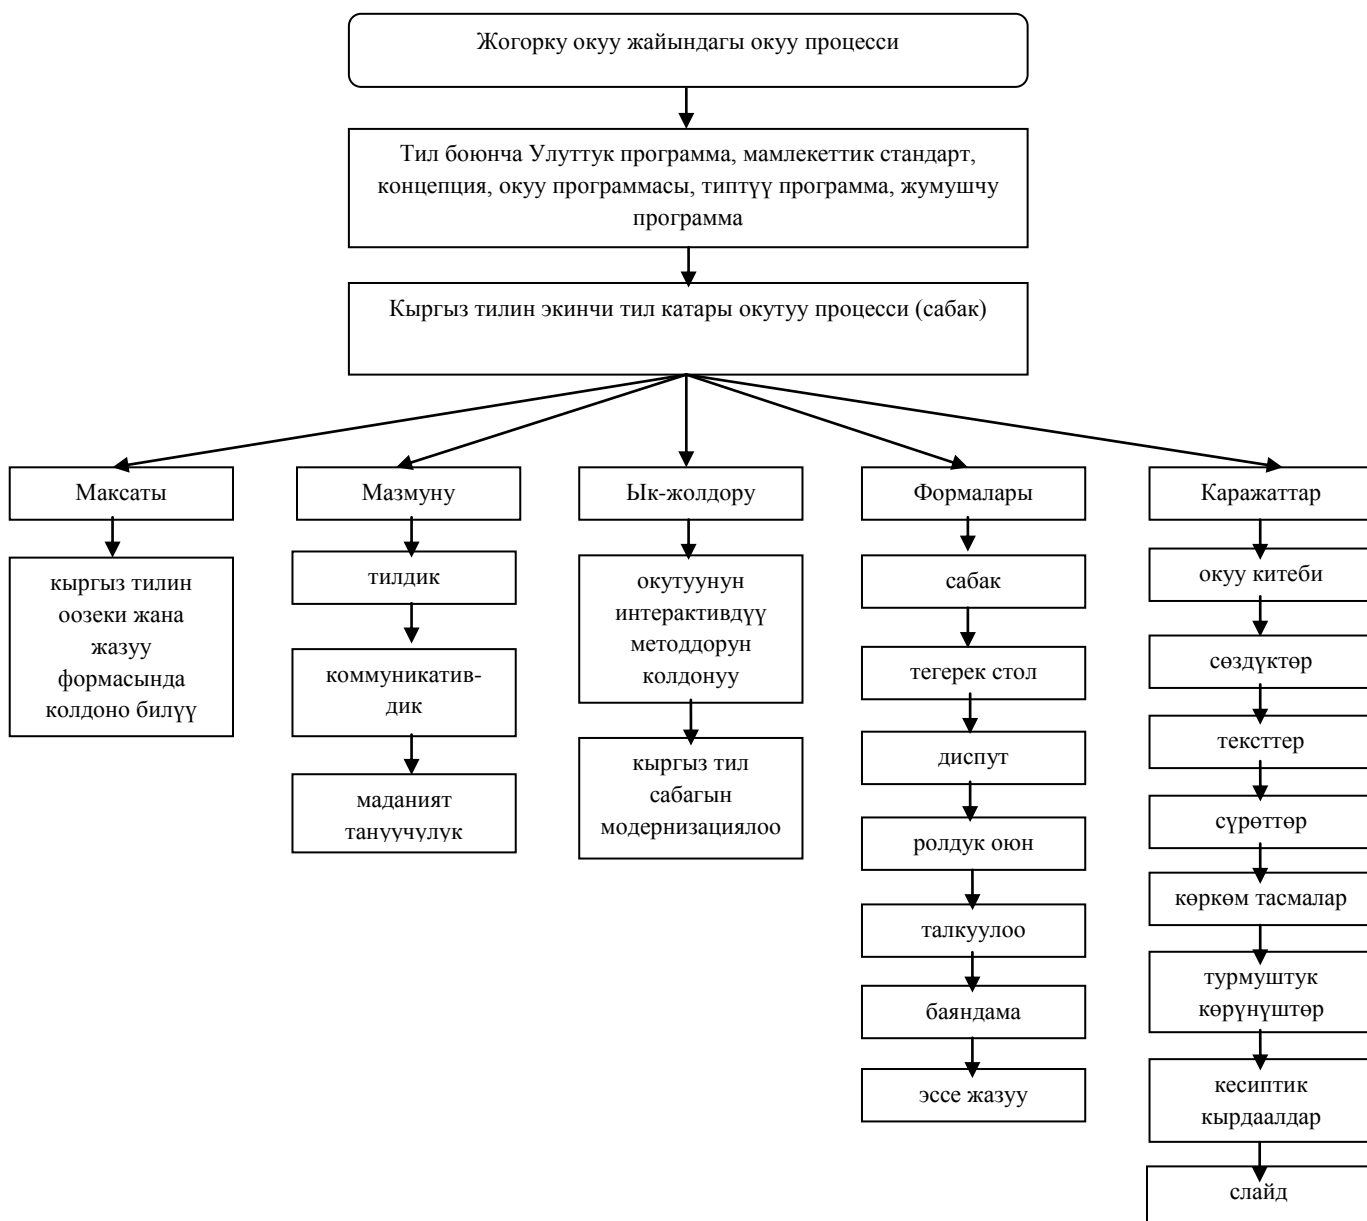 Жогорку окуу жайындагы окуу процесси
Тил боюнча Улуттук программа, мамлекеттик стандарт,
концепция, окуу программасы, типтүү программа, жумушчу
программа
Кыргыз тилин экинчи тил катары окутуу процесси (сабак)
Максаты
кыргыз тилин
оозеки жана
жазуу
формасында
колдоно билүү
Мазмуну
тилдик
коммуникатив-
дик
маданият
тануучулук
Ык-жолдору
окутуунун
интерактивдүү
методдорун
колдонуу
кыргыз тил
сабагын
модернизациялоо
Формалары
сабак
тегерек стол
диспут
ролдук оюн
талкуулоо
баяндама
эссе жазуу
Каражаттар
окуу китеби
сөздүктөр
тексттер
сүрөттөр
көркөм тасмалар
турмуштук
көрүнүштөр
кесиптик
кырдаалдар
слайд